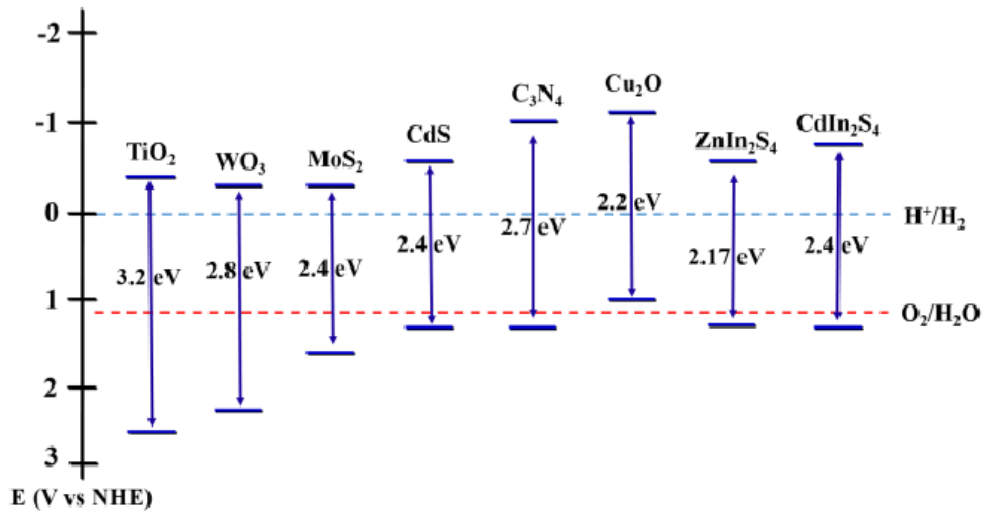 -2
Cu₂O
C₃N₄
-1
CdS
CdIn₂S₄
ZnIn₂S₄
TiO₂
WO₃
MoS₂
0
H⁺/H₂
2.2 eV
2.7 eV
2.4 eV
2.4 eV
2.17 eV
3.2 eV
2.8 eV
2.4 eV
1
O₂/H₂O
2
3
E (V vs NHE)